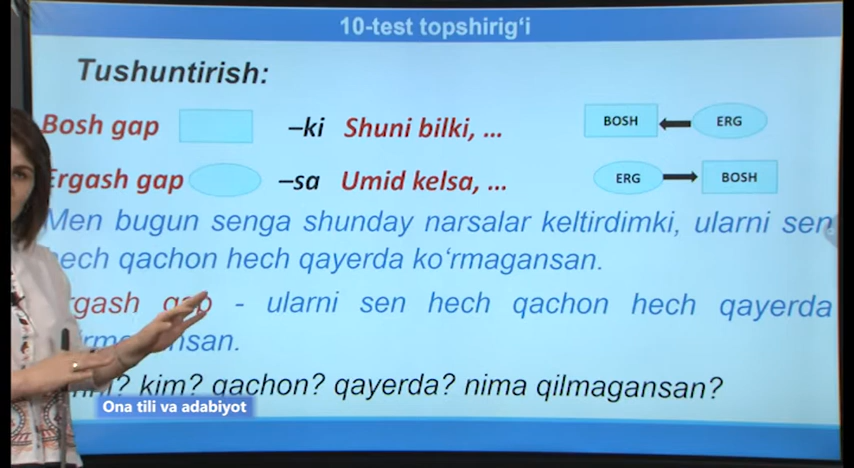 10-test topshirig‘i
Tushuntirish:
Bosh gap –ki Shuni bilki, ... BOSH ERG
Ergash gap –sa Umid kelsa, ... ERG BOSH
Men bugun senga shunday narsalar keltirdimki, ularni sen
hech qachon hech qayerda ko‘rmagansan.
gap - ularni sen hech qachon hech qayerda
kim? qachon? qayerda? nima qilmagansan?
Ona tili va adabiyot